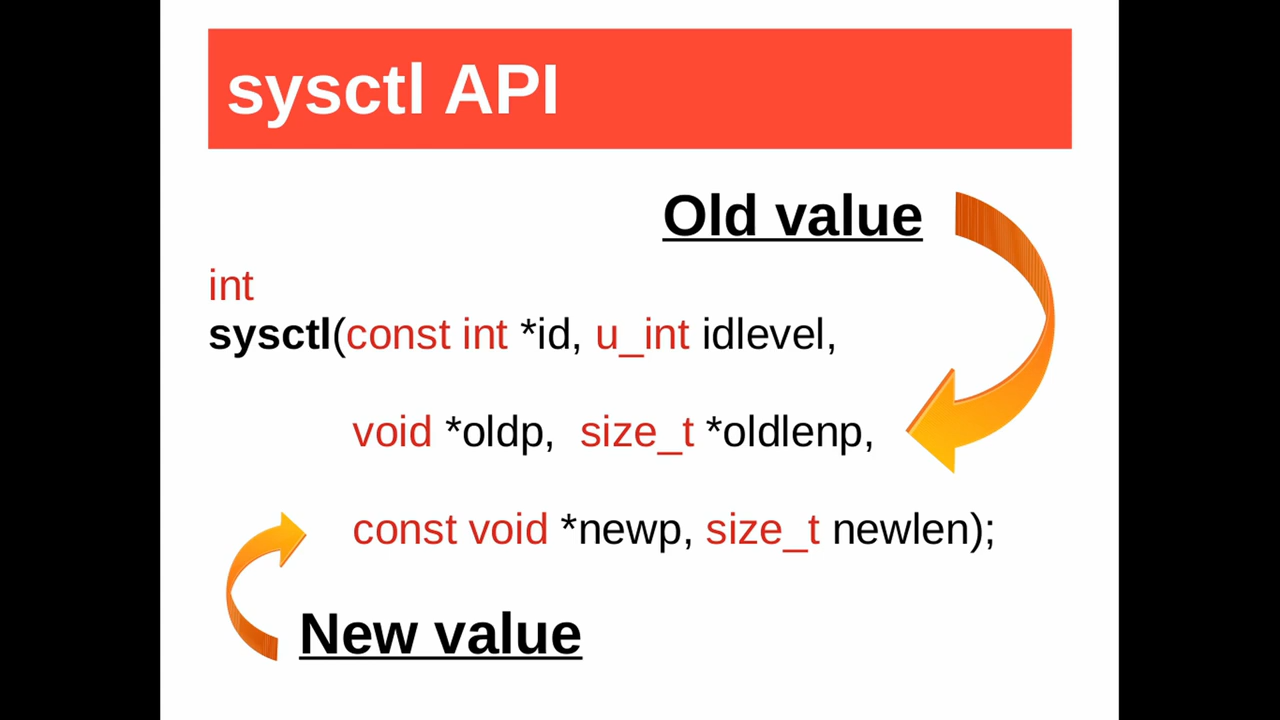 sysctl API
Old value
int
sysctl(const int *id, u_int idlevel,
void *oldp, size_t *oldlenp,
const void *newp, size_t newlen);
New value